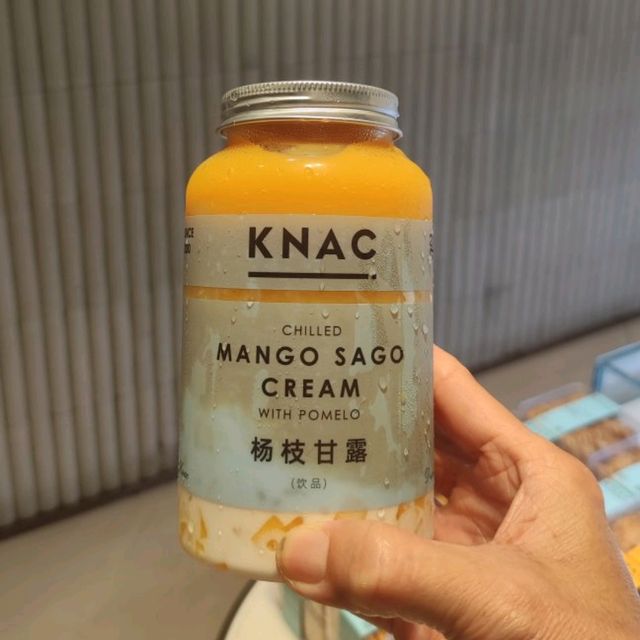 KNAC
CHILLED
MANGO SAGO
CREAM
WITH POMELO
杨枝甘露
(饮品)